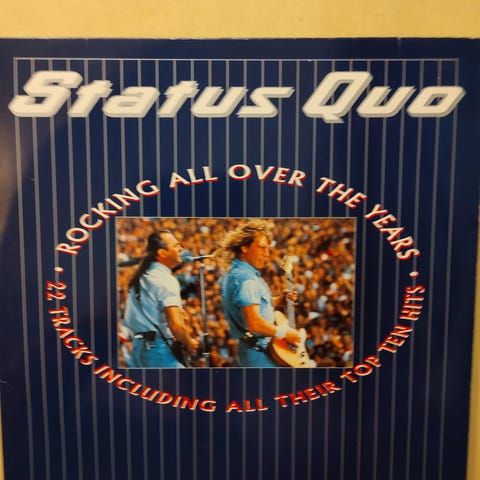 Status Quo
ROCKING ALL OVER THE YEARS
• 22 TRACKS INCLUDING ALL THEIR TOP TEN HITS •